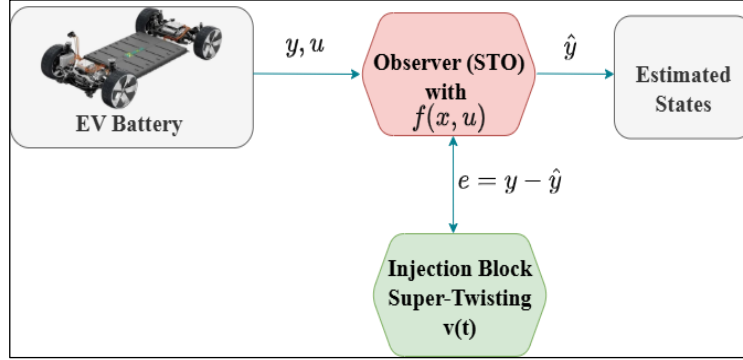 EV Battery
y, u
Observer (STO)
with
f(x, u)
ŷ
Estimated
States
e = y − ŷ
Injection Block
Super-Twisting
v(t)